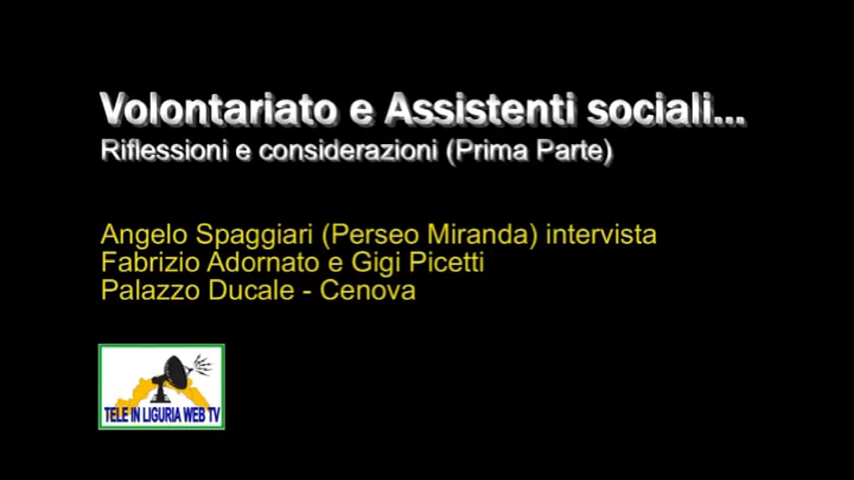 Volontariato e Assistenti sociali...
Riflessioni e considerazioni (Prima Parte)
Angelo Spaggiari (Perseo Miranda) intervista
Fabrizio Adornato e Gigi Picetti
Palazzo Ducale - Cenova
TELE IN LIGURIA WEB TV